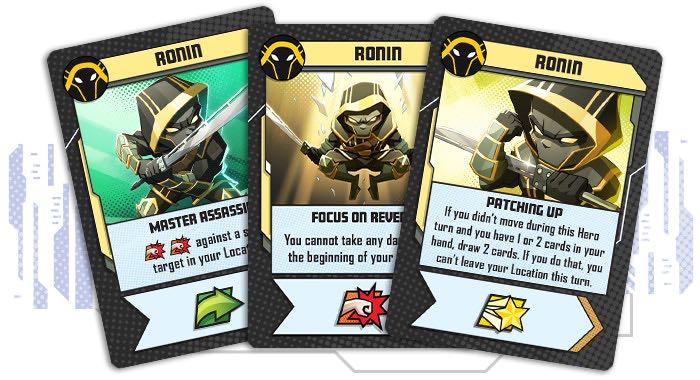 RONIN
MASTER ASSASSIN
against a s
target in your Locat
RONIN
FOCUS ON REVE
You cannot take any da
the beginning of your
RONIN
PATCHING UP
If you didn't move during this Hero
turn and you have 1 or 2 cards in your
hand, draw 2 cards. If you do that, you
can't leave your Location this turn.